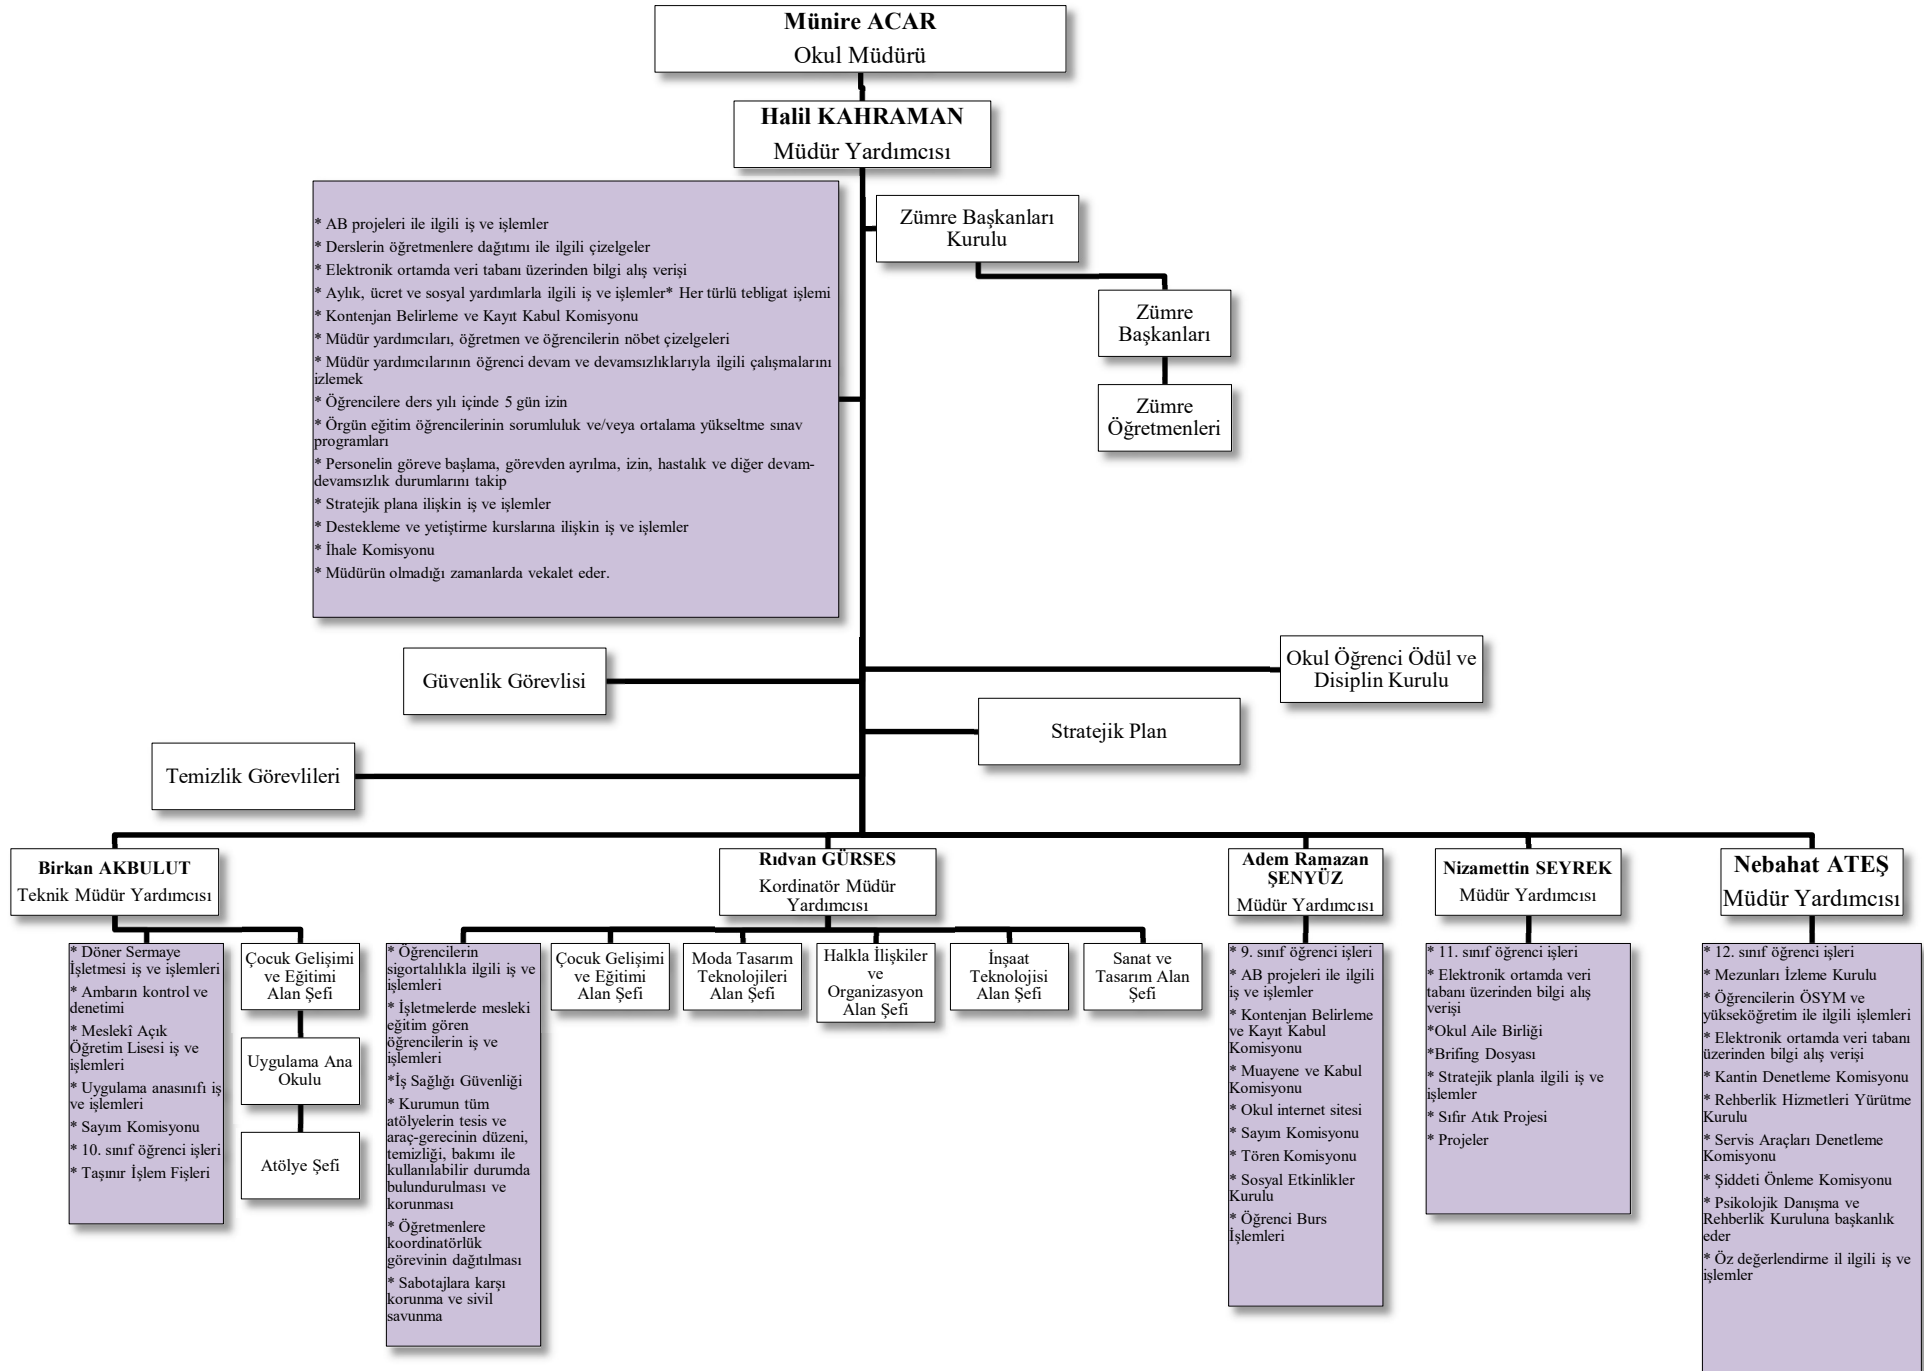 Münire ACAR
Okul Müdürü
Halil KAHRAMAN
Müdür Yardımcısı
* AB projeleri ile ilgili iş ve işlemler
* Derslerin öğretmenlere dağıtımı ile ilgili çizelgeler
* Elektronik ortamda veri tabanı üzerinden bilgi alış verişi
* Aylık, ücret ve sosyal yardımlarla ilgili iş ve işlemler* Her türlü tebligat işlemi
* Kontenjan Belirleme ve Kayıt Kabul Komisyonu
* Müdür yardımcıları, öğretmen ve öğrencilerin nöbet çizelgeleri
* Müdür yardımcılarının öğrenci devam ve devamsızlıklarıyla ilgili çalışmalarını
izlemek
* Öğrencilere ders yılı içinde 5 gün izin
* Örgün eğitim öğrencilerinin sorumluluk ve/veya ortalama yükseltme sınav
programları
* Personelin göreve başlama, görevden ayrılma, izin, hastalık ve diğer devam-
devamsızlık durumlarını takip
* Stratejik plana ilişkin iş ve işlemler
* Destekleme ve yetiştirme kurslarına ilişkin iş ve işlemler
* İhale Komisyonu
* Müdürün olmadığı zamanlarda vekalet eder.
Zümre Başkanları
Kurulu
Zümre
Başkanları
Zümre
Öğretmenleri
Güvenlik Görevlisi
Okul Öğrenci Ödül ve
Disiplin Kurulu
Stratejik Plan
Temizlik Görevlileri
Birkan AKBULUT
Teknik Müdür Yardımcısı
* Döner Sermaye
İşletmesi iş ve işlemleri
* Ambarın kontrol ve
denetimi
* Meslekî Açık
Öğretim Lisesi iş ve
işlemleri
* Uygulama anasınıfı iş
ve işlemleri
* Sayım Komisyonu
* 10. sınıf öğrenci işleri
* Taşınır İşlem Fişleri
Çocuk Gelişimi
ve Eğitimi
Alan Şefi
Uygulama Ana
Okulu
Atölye Şefi
Rıdvan GÜRSES
Kordinatör Müdür
Yardımcısı
* Öğrencilerin
sigortalılıkla ilgili iş ve
işlemleri
* İşletmelerde mesleki
eğitim gören
öğrencilerin iş ve
işlemleri
*İş Sağlığı Güvenliği
* Kurumun tüm
atölyelerin tesis ve
araç-gerecinin düzeni,
temizliği, bakımı ile
kullanılabilir durumda
bulundurulması ve
korunması
* Öğretmenlere
koordinatörlük
görevinin dağıtılması
* Sabotajlara karşı
korunma ve sivil
savunma
Çocuk Gelişimi
ve Eğitimi
Alan Şefi
Moda Tasarım
Teknolojileri
Alan Şefi
Halkla İlişkiler
ve
Organizasyon
Alan Şefi
İnşaat
Teknolojisi
Alan Şefi
Sanat ve
Tasarım Alan
Şefi
Adem Ramazan
ŞENYÜZ
Müdür Yardımcısı
* 9. sınıf öğrenci işleri
* AB projeleri ile ilgili
iş ve işlemler
* Kontenjan Belirleme
ve Kayıt Kabul
Komisyonu
* Muayene ve Kabul
Komisyonu
* Okul internet sitesi
* Sayım Komisyonu
* Tören Komisyonu
* Sosyal Etkinlikler
Kurulu
* Öğrenci Burs
İşlemleri
Nizamettin SEYREK
Müdür Yardımcısı
* 11. sınıf öğrenci işleri
* Elektronik ortamda veri
tabanı üzerinden bilgi alış
verişi
*Okul Aile Birliği
*Brifing Dosyası
* Stratejik planla ilgili iş ve
işlemler
* Sıfır Atık Projesi
* Projeler
Nebahat ATEŞ
Müdür Yardımcısı
* 12. sınıf öğrenci işleri
* Mezunları İzleme Kurulu
* Öğrencilerin ÖSYM ve
yükseköğretim ile ilgili işlemleri
* Elektronik ortamda veri tabanı
üzerinden bilgi alış verişi
* Kantin Denetleme Komisyonu
* Rehberlik Hizmetleri Yürütme
Kurulu
* Servis Araçları Denetleme
Komisyonu
* Şiddeti Önleme Komisyonu
* Psikolojik Danışma ve
Rehberlik Kuruluna başkanlık
eder
* Öz değerlendirme il ilgili iş ve
işlemler